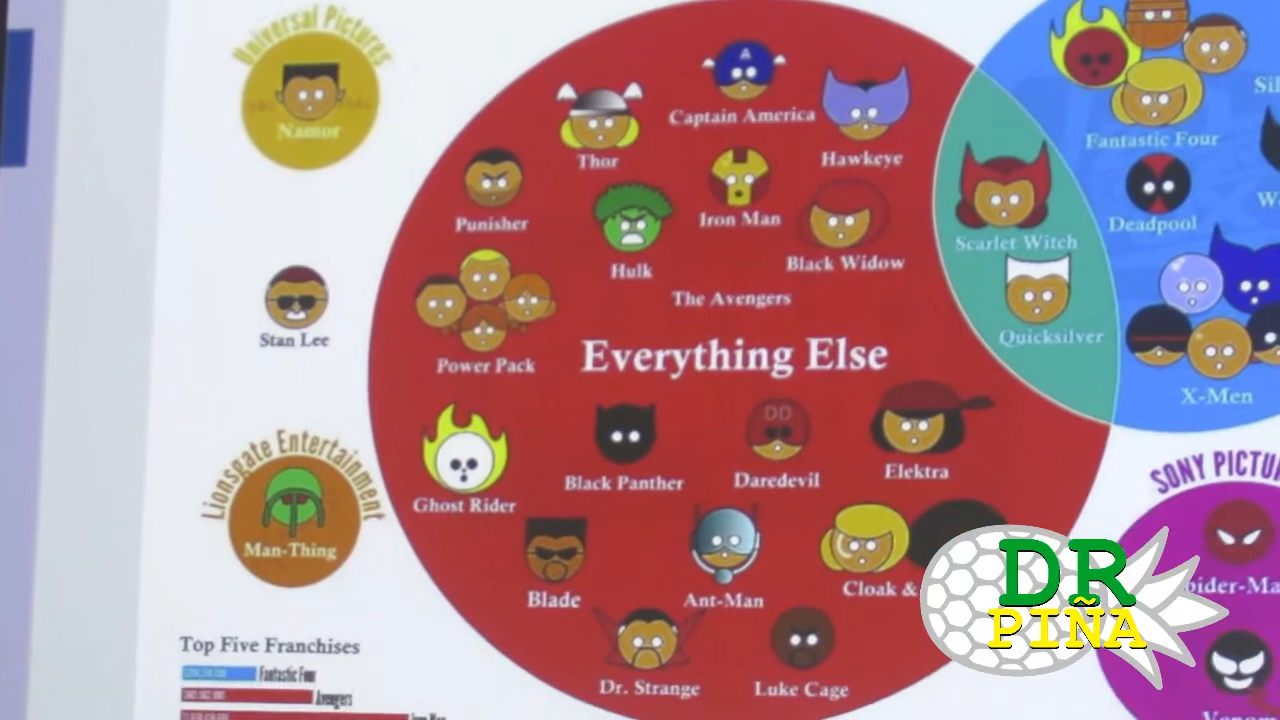 Universal Pictures
Namor
Stan Lee
Lionsgate Entertainment
Man-Thing
Top Five Franchises
Fantastic Four
Avengers
A
Captain America
Thor
Hawkeye
Punisher
Iron Man
Hulk
Black Widow
The Avengers
Power Pack
Everything Else
DD
Ghost Rider
Black Panther
Daredevil
Elektra
Blade
Ant-Man
Cloak &
Dr. Strange
Luke Cage
Scarlet Witch
Quicksilver
Fantastic Four
Deadpool
X-Men
SONY
DR
PIÑA